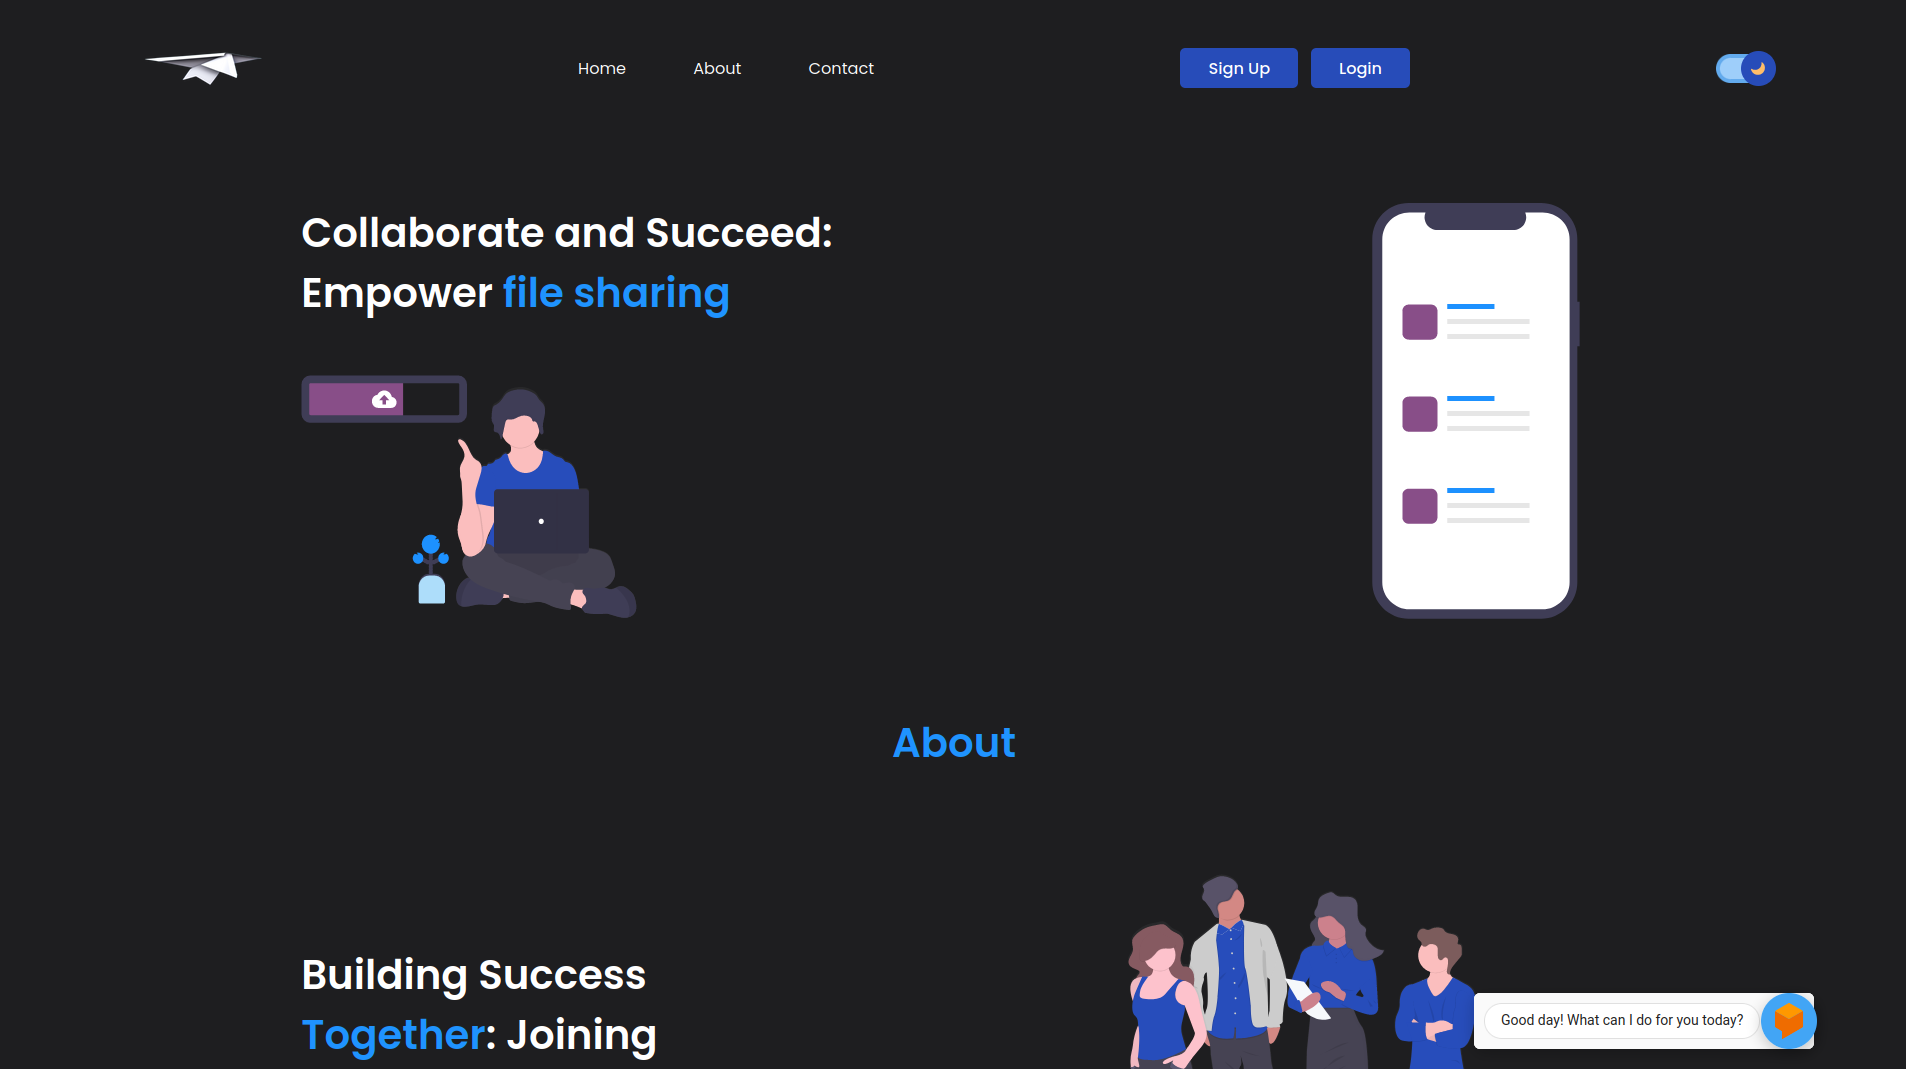 Home
About
Contact
Sign Up
Login
Collaborate and Succeed:
Empower file sharing
About
Building Success
Together: Joining
Good day! What can I do for you today?